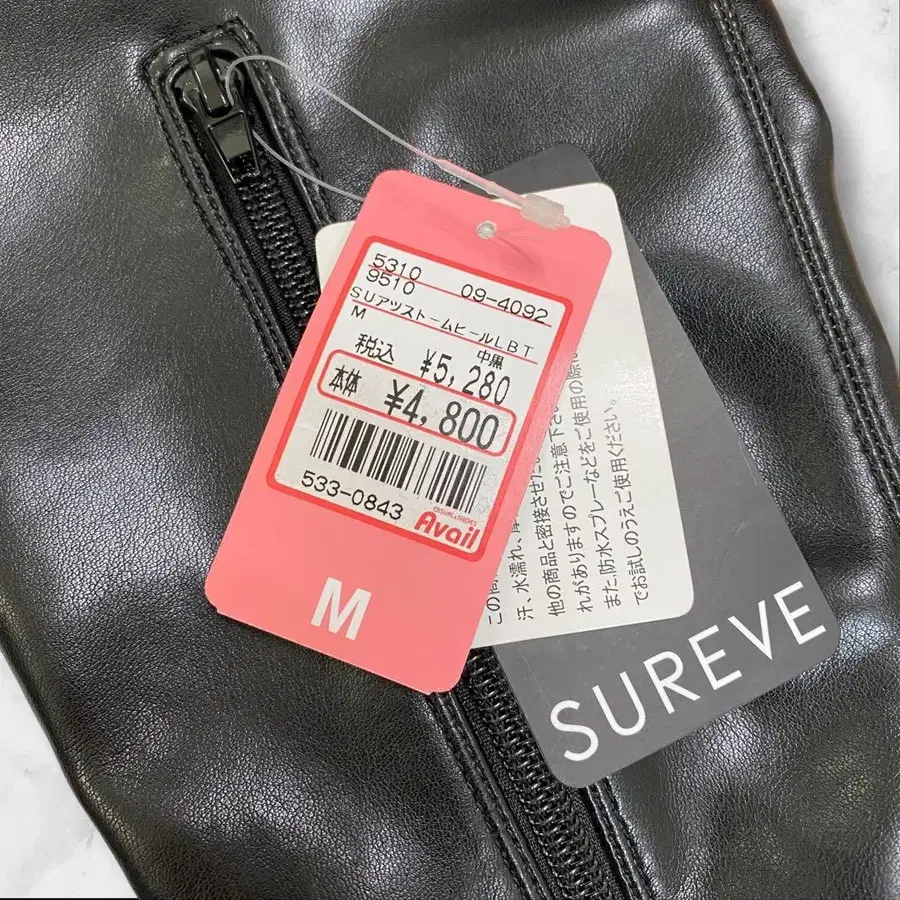 5310
9510 09-4092
SUアツストームヒールLBT
M 中黒
税込 ¥5,280
本体 ¥4,800
533-0843
CASUAL&SHOES
Avail
M
汗、水濡れ、
他の商品と密接させた
れがありますのでご注意下さい
また、防水スプレーなどをご使用の際
でお試しのうえご使用ください。
SUREVE